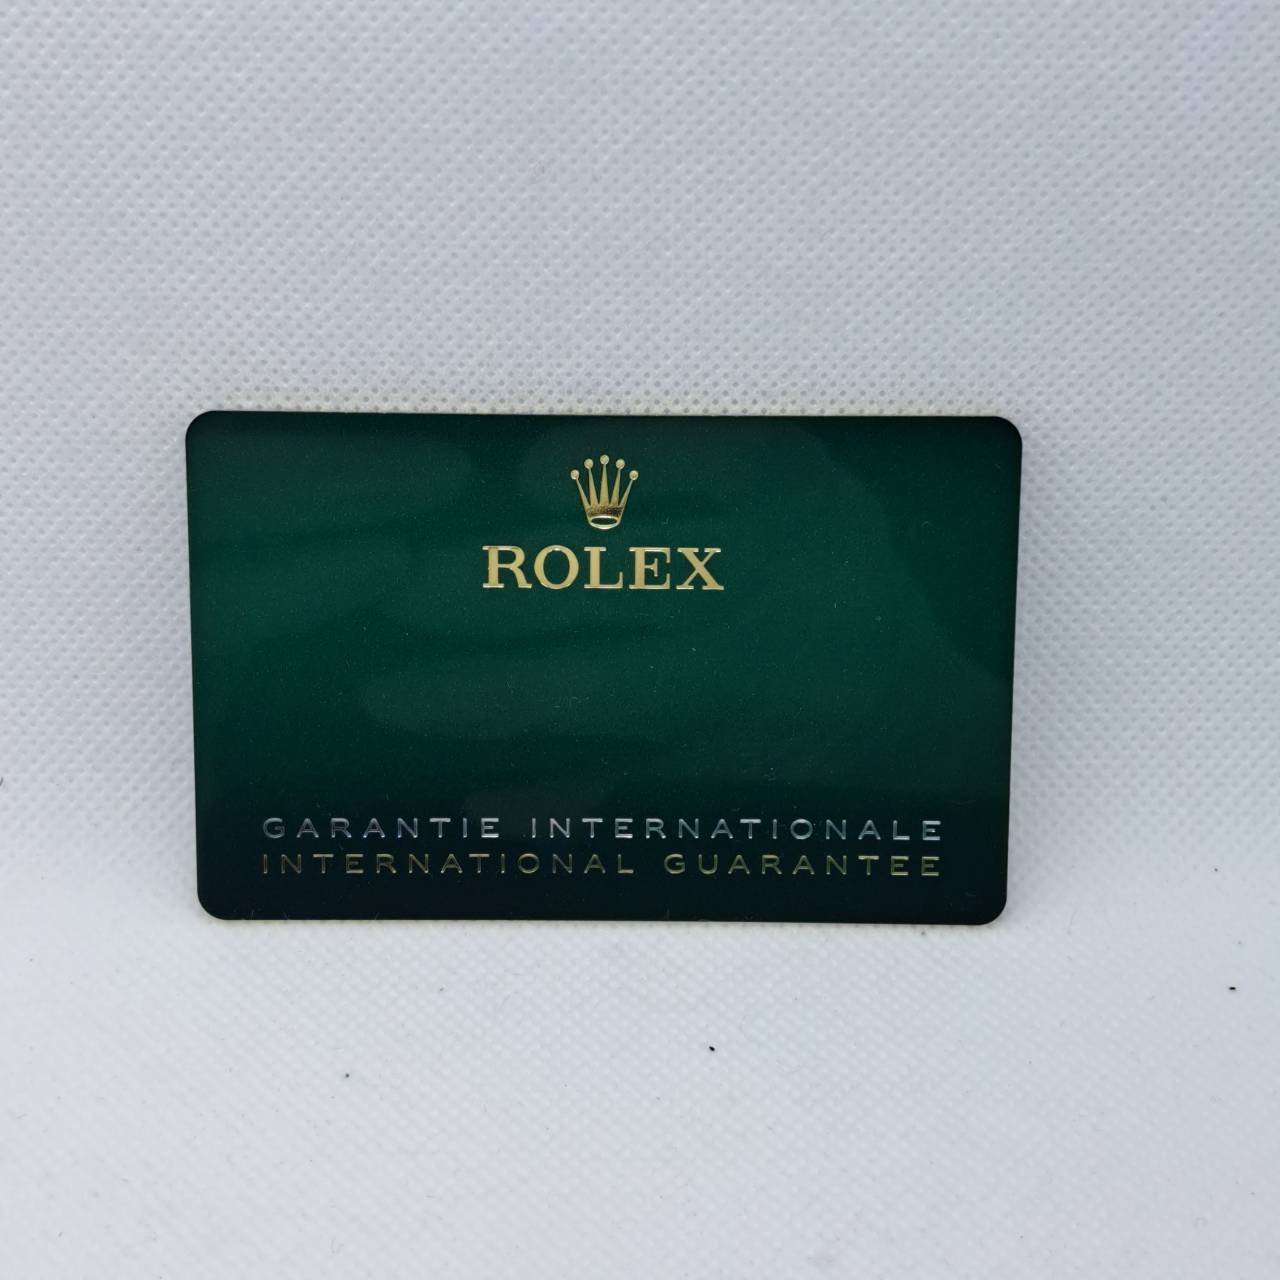 ROLEX
GARANTIE INTERNATIONALE
INTERNATIONAL GUARANTEE